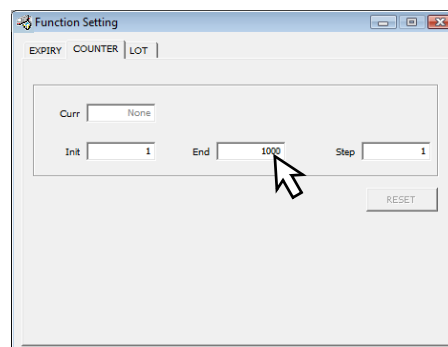 Function Setting
EXPIRY COUNTER LOT
Curr None
Init 1 End 1000 Step 1
RESET